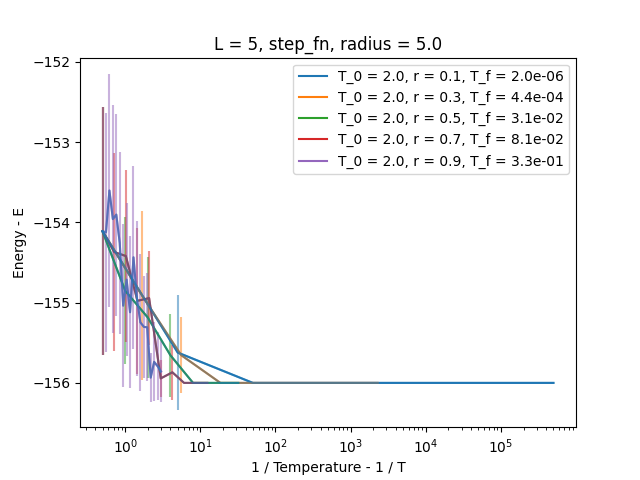 L = 5, step_fn, radius = 5.0
−152
−153
−154
−155
−156
Energy - E
T_0 = 2.0, r = 0.1, T_f = 2.0e-06
T_0 = 2.0, r = 0.3, T_f = 4.4e-04
T_0 = 2.0, r = 0.5, T_f = 3.1e-02
T_0 = 2.0, r = 0.7, T_f = 8.1e-02
T_0 = 2.0, r = 0.9, T_f = 3.3e-01
10⁰ 10¹ 10² 10³ 10⁴ 10⁵
1 / Temperature - 1 / T